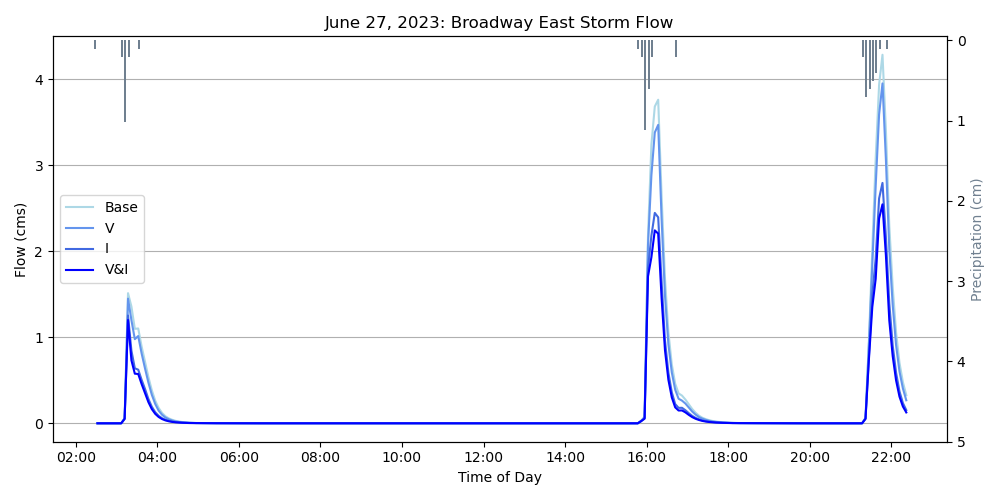 June 27, 2023: Broadway East Storm Flow
4
3
2
1
0
Flow (cms)
Base
V
I
V&I
0
1
2
3
4
5
Precipitation (cm)
02:00 04:00 06:00 08:00 10:00 12:00 14:00 16:00 18:00 20:00 22:00
Time of Day